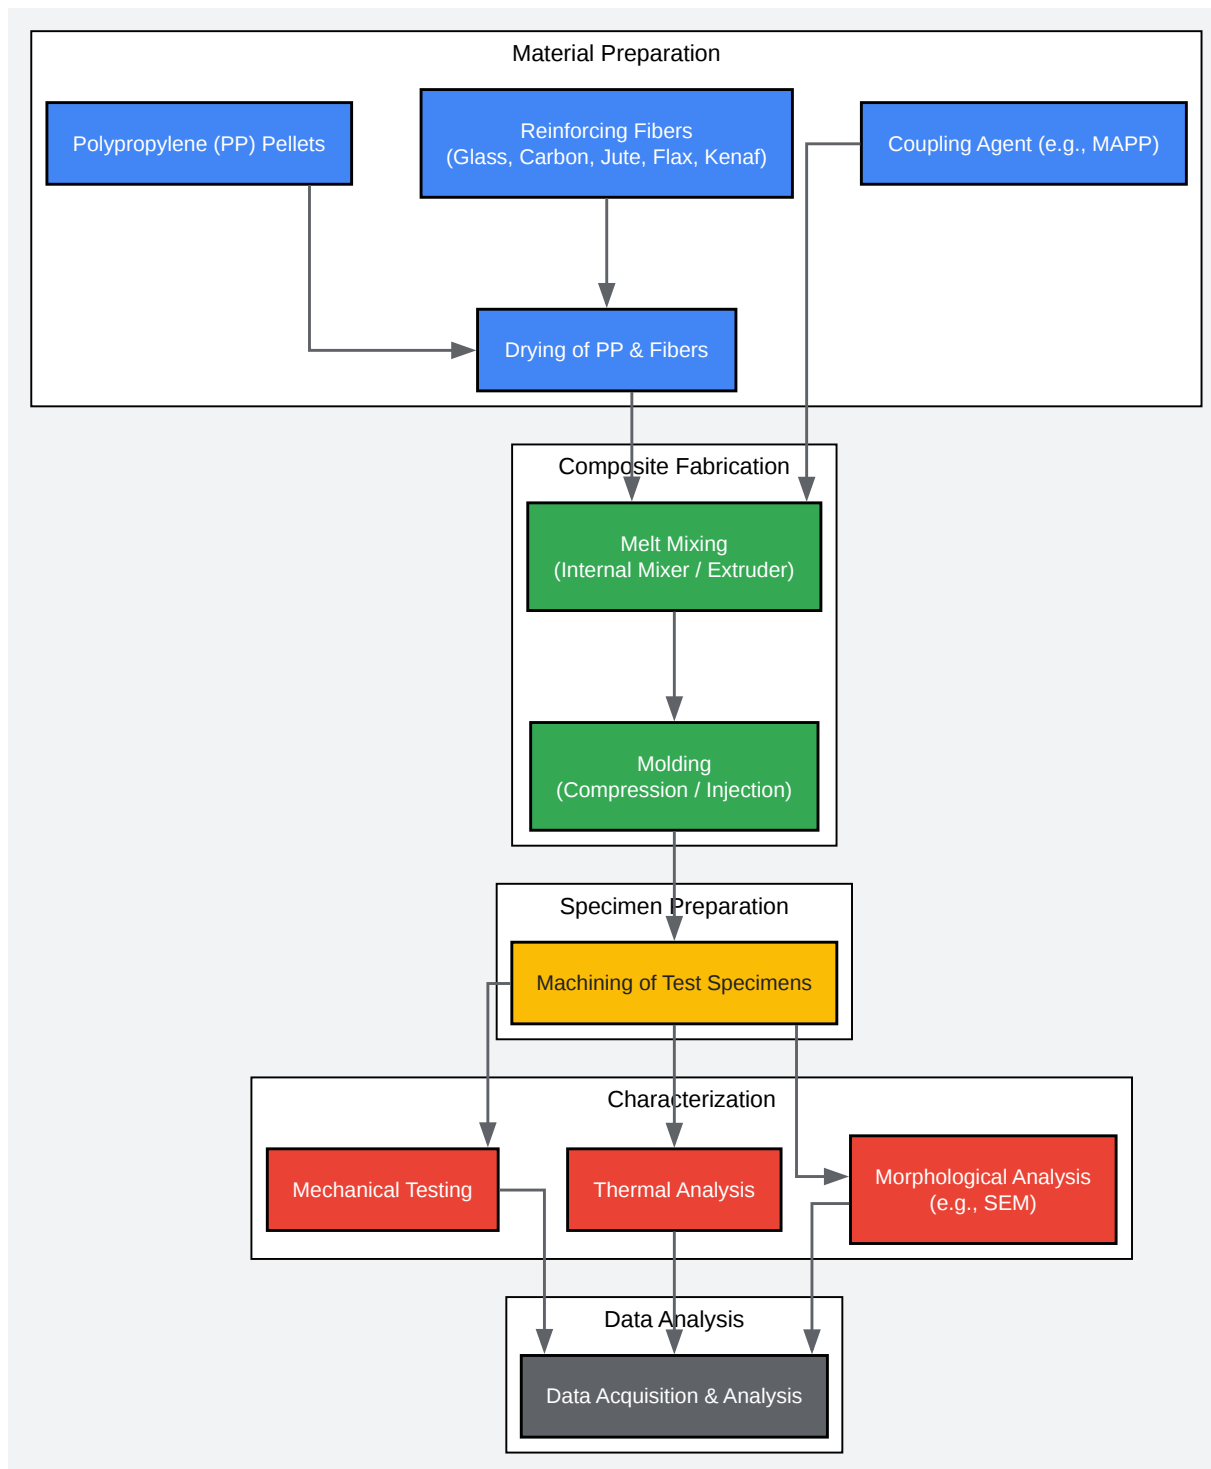 Material Preparation
Polypropylene (PP) Pellets
Reinforcing Fibers
(Glass, Carbon, Jute, Flax, Kenaf)
Coupling Agent (e.g., MAPP)
Drying of PP & Fibers
Composite Fabrication
Melt Mixing
(Internal Mixer / Extruder)
Molding
(Compression / Injection)
Specimen Preparation
Machining of Test Specimens
Characterization
Mechanical Testing
Thermal Analysis
Morphological Analysis
(e.g., SEM)
Data Analysis
Data Acquisition & Analysis